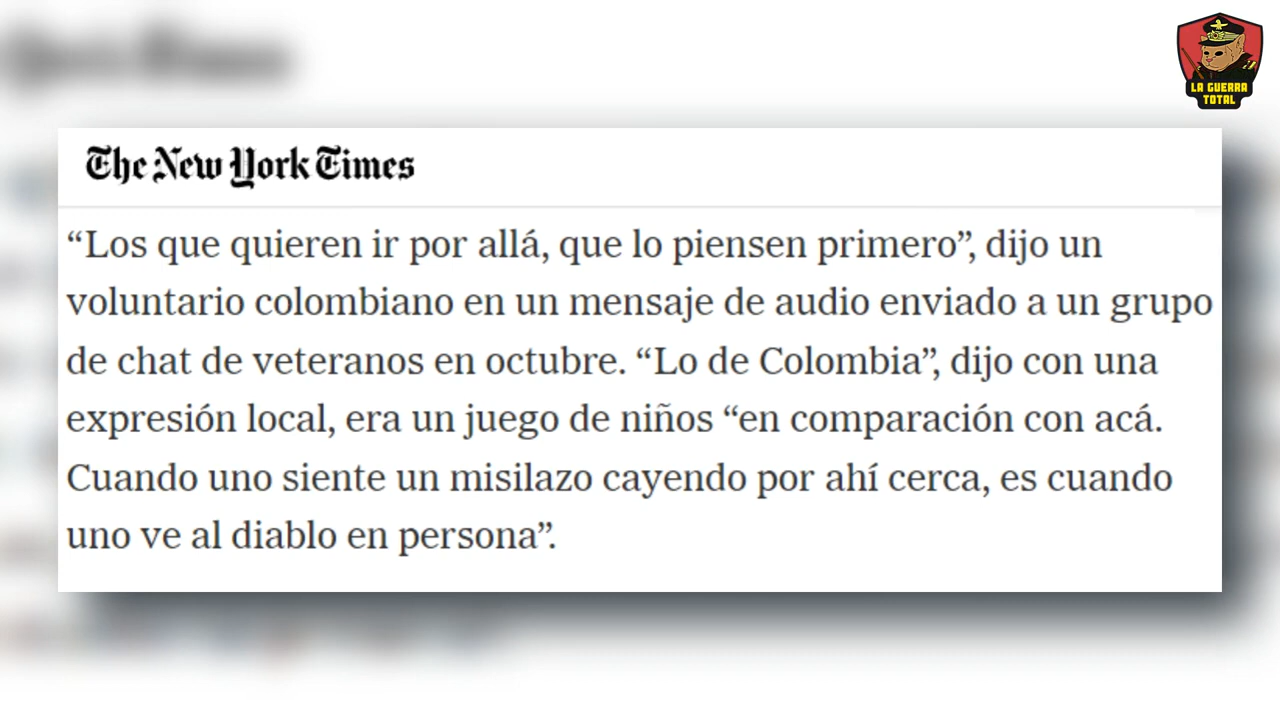 LA GUERRA
TOTAL
The New York Times
“Los que quieren ir por allá, que lo piensen primero”, dijo un
voluntario colombiano en un mensaje de audio enviado a un grupo
de chat de veteranos en octubre. “Lo de Colombia”, dijo con una
expresión local, era un juego de niños “en comparación con acá.
Cuando uno siente un misilazo cayendo por ahí cerca, es cuando
uno ve al diablo en persona”.